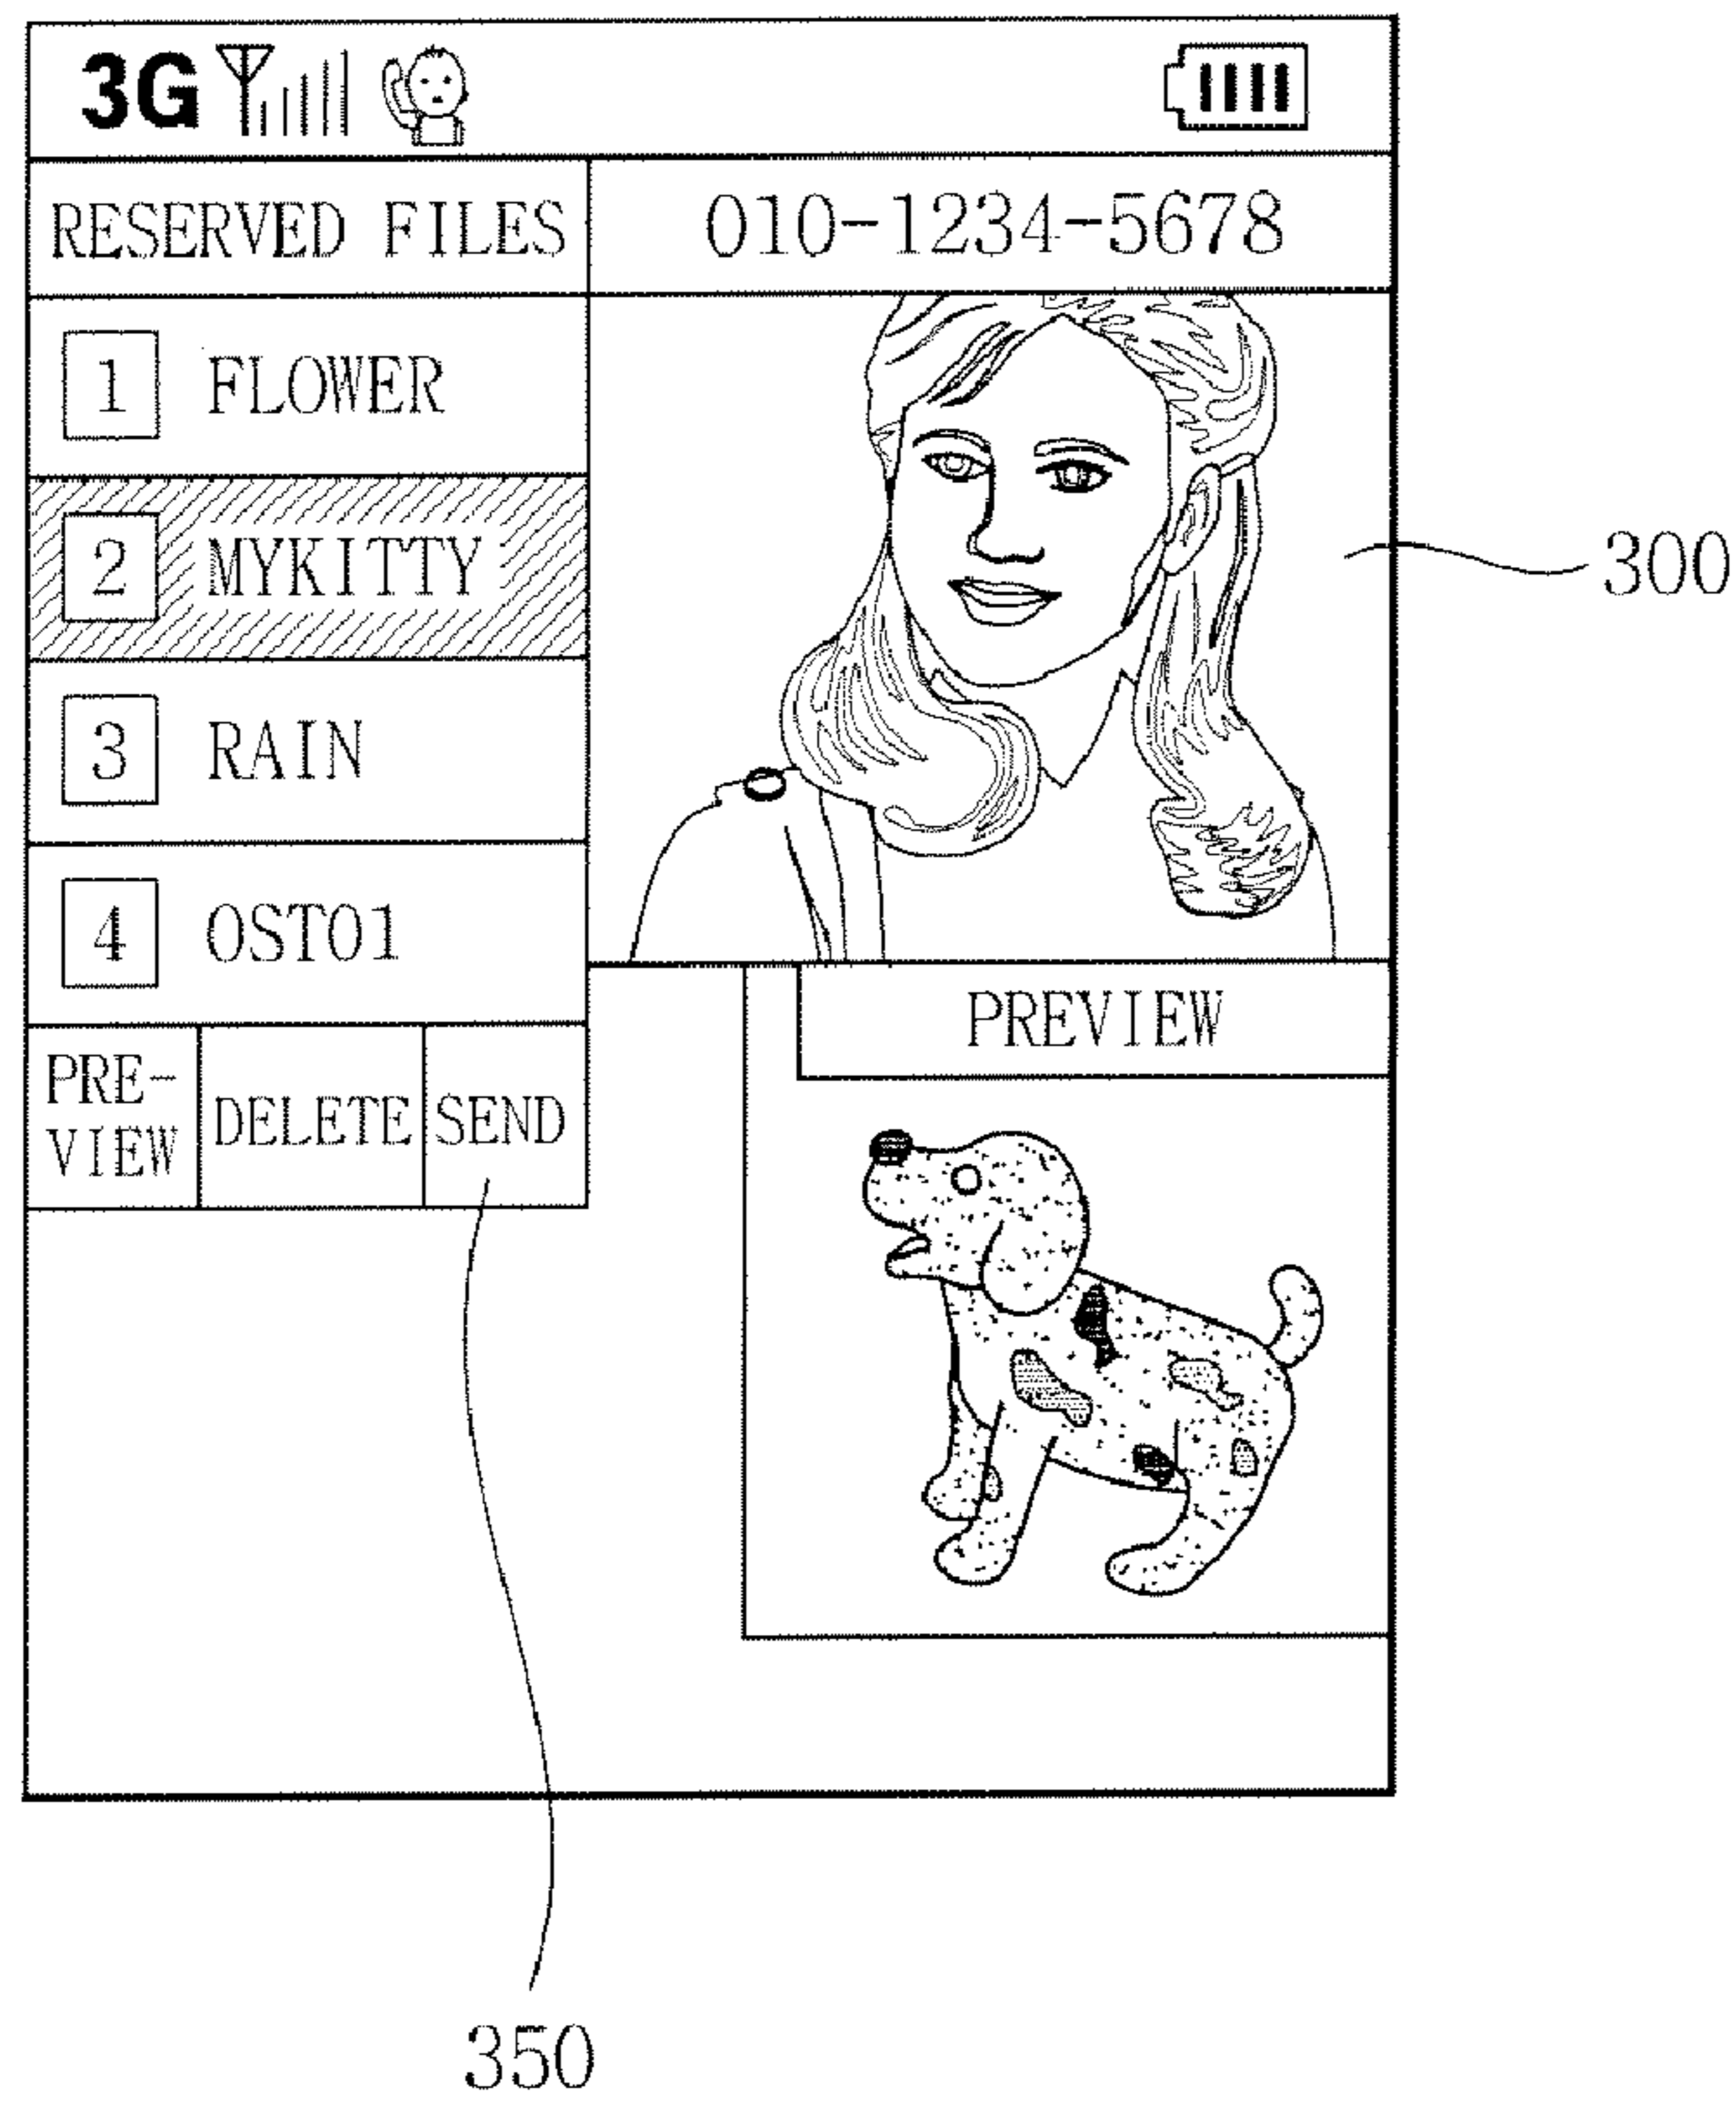 3G
RESERVED FILES
010-1234-5678
1 FLOWER
2 MYKITTY
3 RAIN
4 OST01
PRE-
VIEW
DELETE
SEND
PREVIEW
300
350